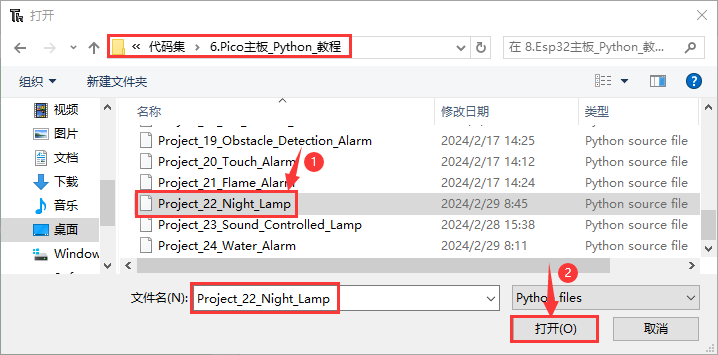 打开
« 代码集 › 6.Pico主板_Python_教程
在 8.Esp32主板_Python_教...
组织 新建文件夹
名称 修改日期 类型
视频
图片
文档
下载
音乐
桌面
Window
Project_19_Obstacle_Detection_Alarm 2024/2/17 14:25 Python source file
Project_20_Touch_Alarm 2024/2/17 14:12 Python source file
Project_21_Flame_Alarm 2024/2/17 14:24 Python source file
1
Project_22_Night_Lamp 2024/2/29 8:45 Python source file
Project_23_Sound_Controlled_Lamp 2024/2/28 15:38 Python source file
Project_24_Water_Alarm 2024/2/29 8:11 Python source file
2
文件名(N): Project_22_Night_Lamp Python files
打开(O) 取消